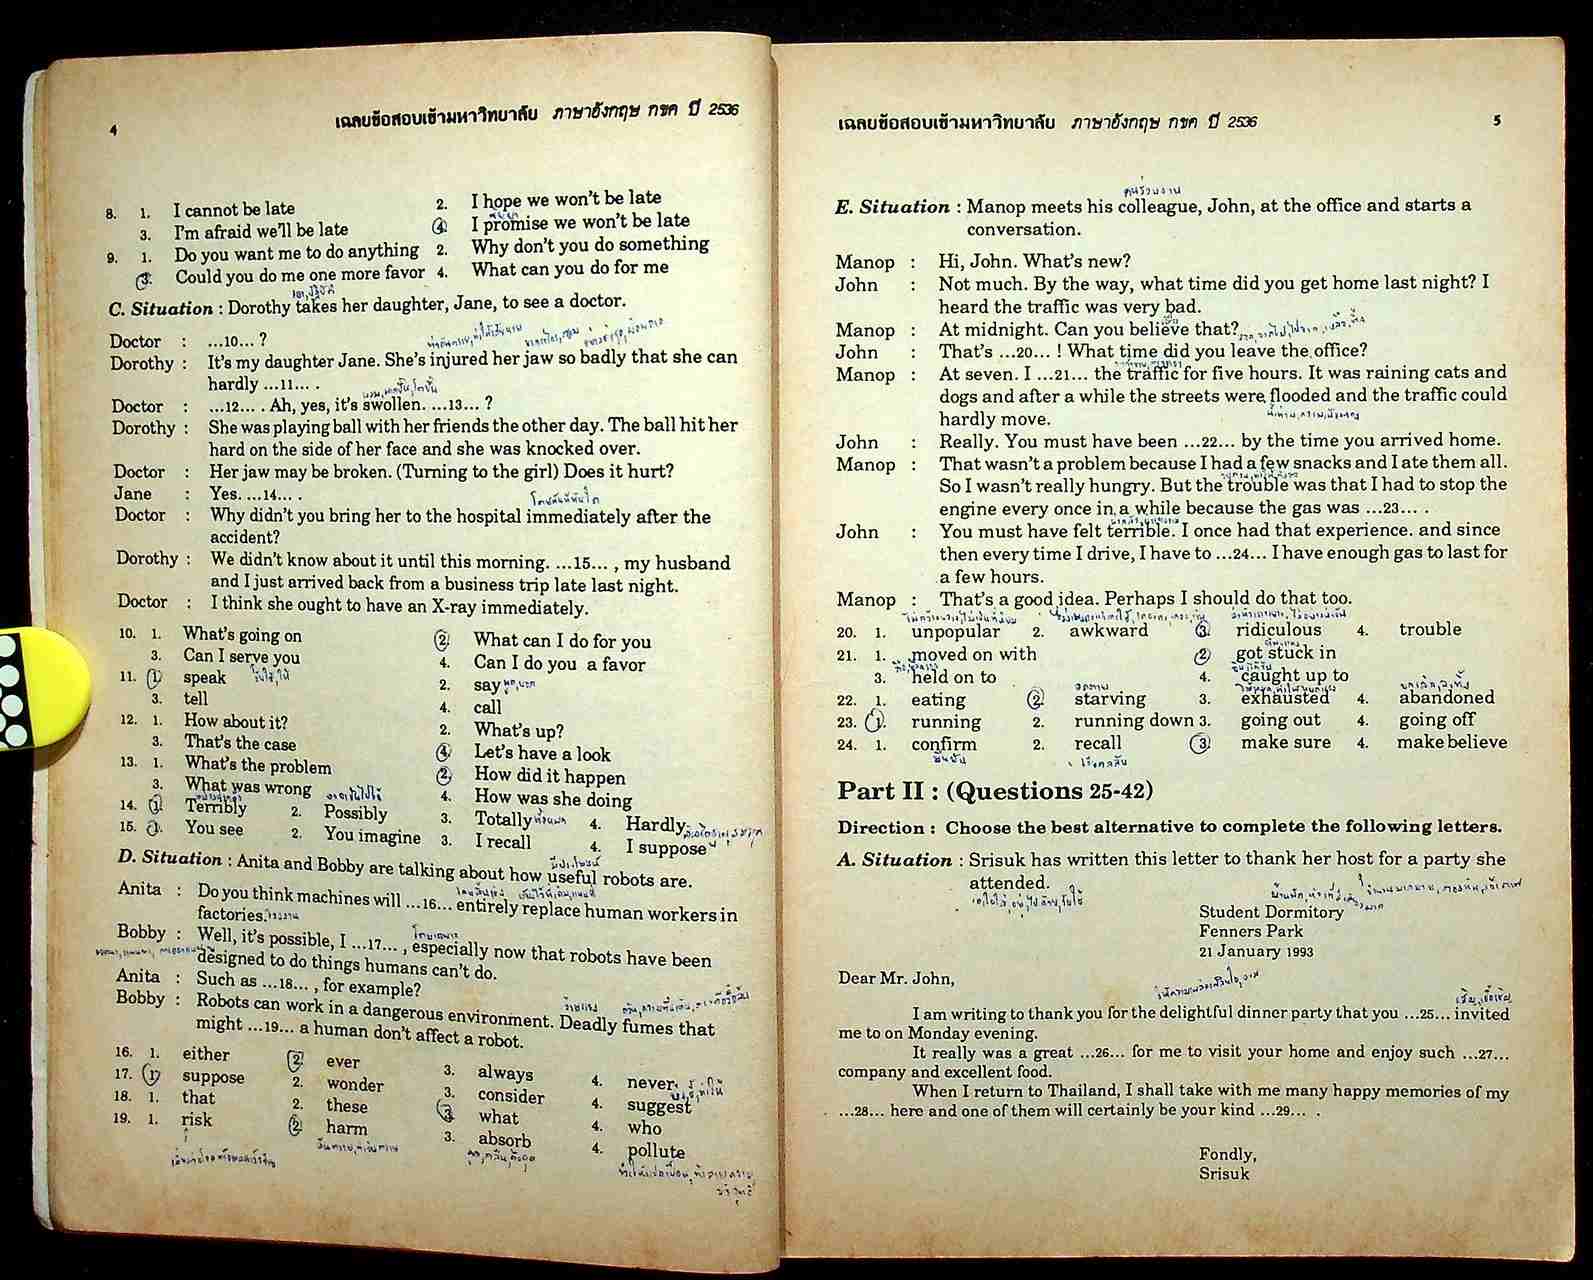 4
เฉลยข้อสอบเข้ามหาวิทยาลัย ภาษาอังกฤษ กขค ปี 2536
8. 1. I cannot be late 2. I hope we won't be late
3. I'm afraid we'll be late 4. I promise we won't be late
9. 1. Do you want me to do anything 2. Why don't you do something
3. Could you do me one more favor 4. What can you do for me
C. Situation : Dorothy takes her daughter, Jane, to see a doctor.
Doctor : ...10... ?
Dorothy : It's my daughter Jane. She's injured her jaw so badly that she can
hardly ...11... .
Doctor : ...12... . Ah, yes, it's swollen. ...13... ?
Dorothy : She was playing ball with her friends the other day. The ball hit her
hard on the side of her face and she was knocked over.
Doctor : Her jaw may be broken. (Turning to the girl) Does it hurt?
Jane : Yes. ...14... .
Doctor : Why didn't you bring her to the hospital immediately after the
accident?
Dorothy : We didn't know about it until this morning. ...15... , my husband
and I just arrived back from a business trip late last night.
Doctor : I think she ought to have an X-ray immediately.
10. 1. What's going on 2. What can I do for you
3. Can I serve you 4. Can I do you a favor
11. 1. speak 2. say พูด, บอก
3. tell 4. call
12. 1. How about it? 2. What's up?
3. That's the case 4. Let's have a look
13. 1. What's the problem 2. How did it happen
3. What was wrong 4. How was she doing
14. 1. Terribly 2. Possibly 3. Totally 4. Hardly
15. 1. You see 2. You imagine 3. I recall 4. I suppose
D. Situation : Anita and Bobby are talking about how useful robots are.
Anita : Do you think machines will ...16... entirely replace human workers in
factories. โรงงาน
Bobby : Well, it's possible, I ...17... , especially now that robots have been
designed to do things humans can't do.
Anita : Such as ...18... , for example?
Bobby : Robots can work in a dangerous environment. Deadly fumes that
might ...19... a human don't affect a robot.
16. 1. either 2. ever 3. always 4. never
17. 1. suppose 2. wonder 3. consider 4. suggest
18. 1. that 2. these 3. what 4. who
19. 1. risk 2. harm 3. absorb 4. pollute
เฉลยข้อสอบเข้ามหาวิทยาลัย ภาษาอังกฤษ กขค ปี 2536
5
คนร่วมงาน
E. Situation : Manop meets his colleague, John, at the office and starts a
conversation.
Manop : Hi, John. What's new?
John : Not much. By the way, what time did you get home last night? I
heard the traffic was very bad.
Manop : At midnight. Can you believe that?
John : That's ...20... ! What time did you leave the office?
Manop : At seven. I ...21... the traffic for five hours. It was raining cats and
dogs and after a while the streets were flooded and the traffic could
hardly move.
John : Really. You must have been ...22... by the time you arrived home.
Manop : That wasn't a problem because I had a few snacks and I ate them all.
So I wasn't really hungry. But the trouble was that I had to stop the
engine every once in a while because the gas was ...23... .
John : You must have felt terrible. I once had that experience. and since
then every time I drive, I have to ...24... I have enough gas to last for
a few hours.
Manop : That's a good idea. Perhaps I should do that too.
20. 1. unpopular 2. awkward 3. ridiculous 4. trouble
21. 1. moved on with 2. got stuck in
3. held on to 4. caught up to
22. 1. eating 2. starving 3. exhausted 4. abandoned
23. 1. running 2. running down 3. going out 4. going off
24. 1. confirm 2. recall 3. make sure 4. make believe
ยืนยัน
Part II : (Questions 25-42)
Direction : Choose the best alternative to complete the following letters.
A. Situation : Srisuk has written this letter to thank her host for a party she
attended.
Student Dormitory
Fenners Park
21 January 1993
Dear Mr. John,
I am writing to thank you for the delightful dinner party that you ...25... invited
me to on Monday evening.
It really was a great ...26... for me to visit your home and enjoy such ...27...
company and excellent food.
When I return to Thailand, I shall take with me many happy memories of my
...28... here and one of them will certainly be your kind ...29... .
Fondly,
Srisuk